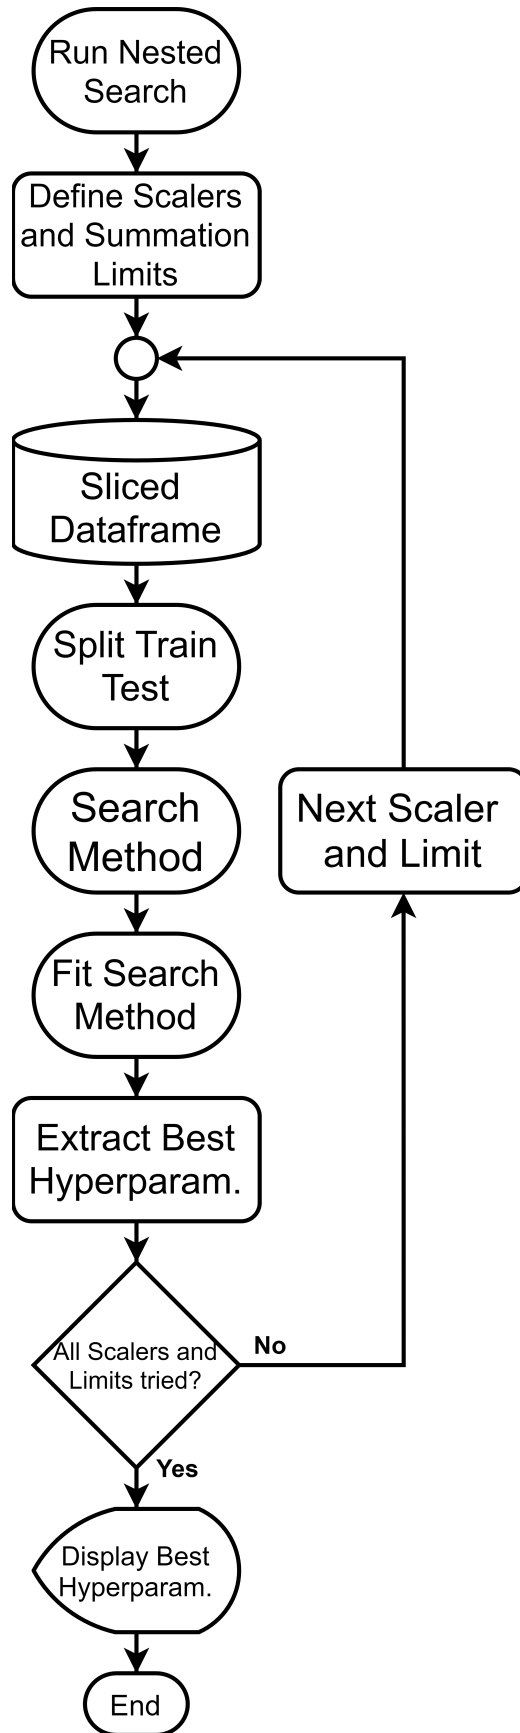 Run Nested
Search
Define Scalers
and Summation
Limits
Sliced
Dataframe
Split Train
Test
Search
Method
Next Scaler
and Limit
Fit Search
Method
Extract Best
Hyperparam.
All Scalers and
Limits tried?
No
Yes
Display Best
Hyperparam.
End